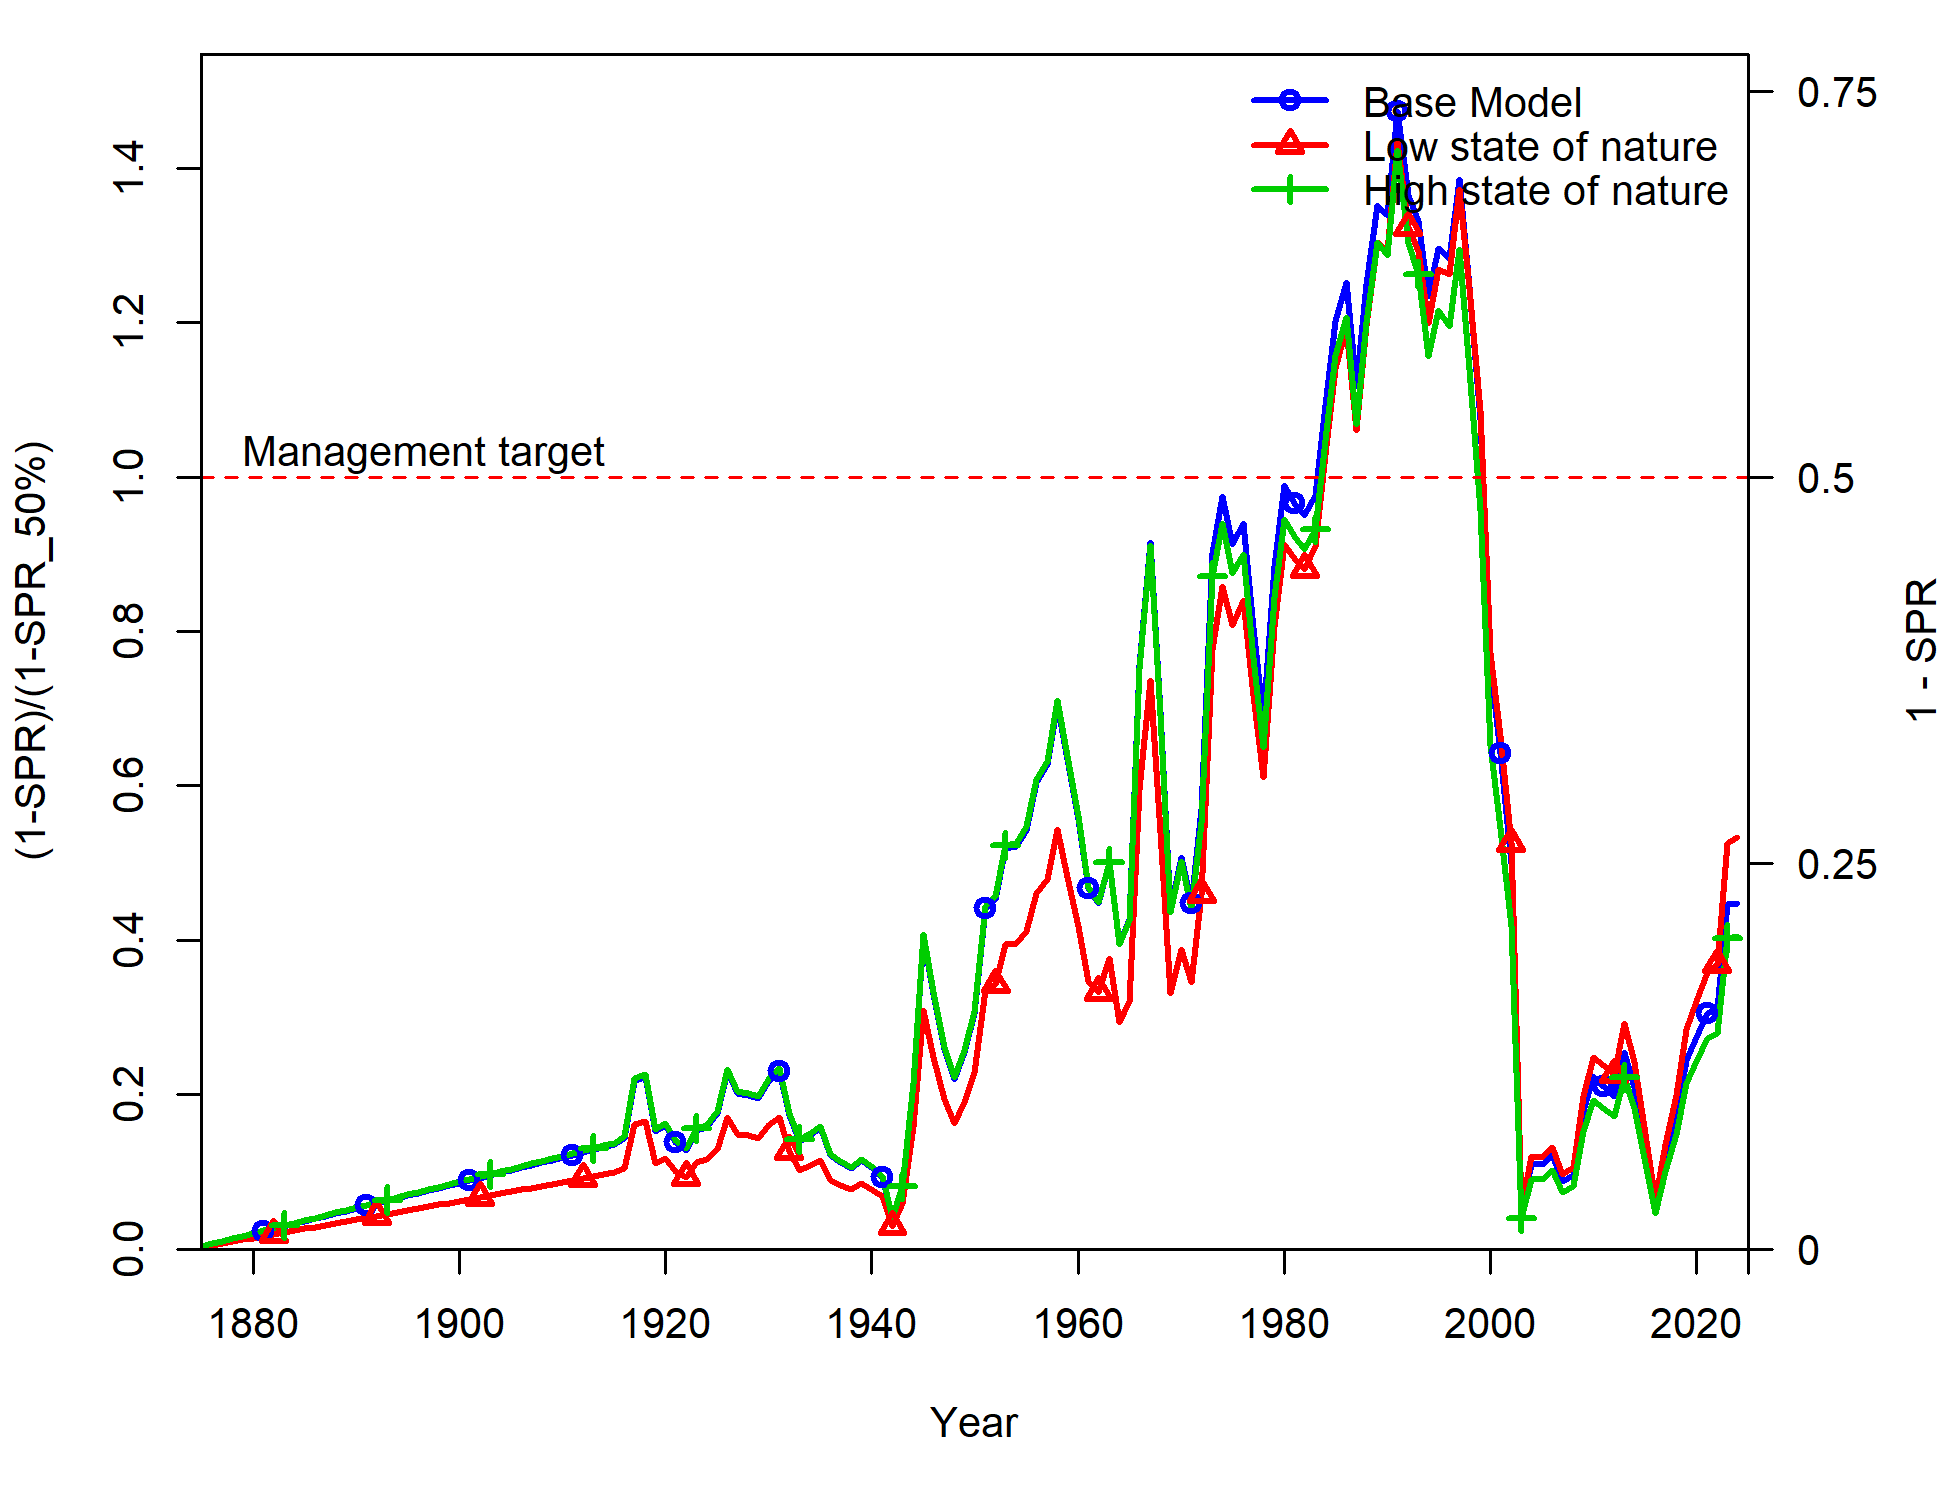 Base Model
Low state of nature
High state of nature
Management target
(1-SPR)/(1-SPR_50%)
0.0
0.2
0.4
0.6
0.8
1.0
1.2
1.4
1 - SPR
0.75
0.5
0.25
0
1880 1900 1920 1940 1960 1980 2000 2020
Year